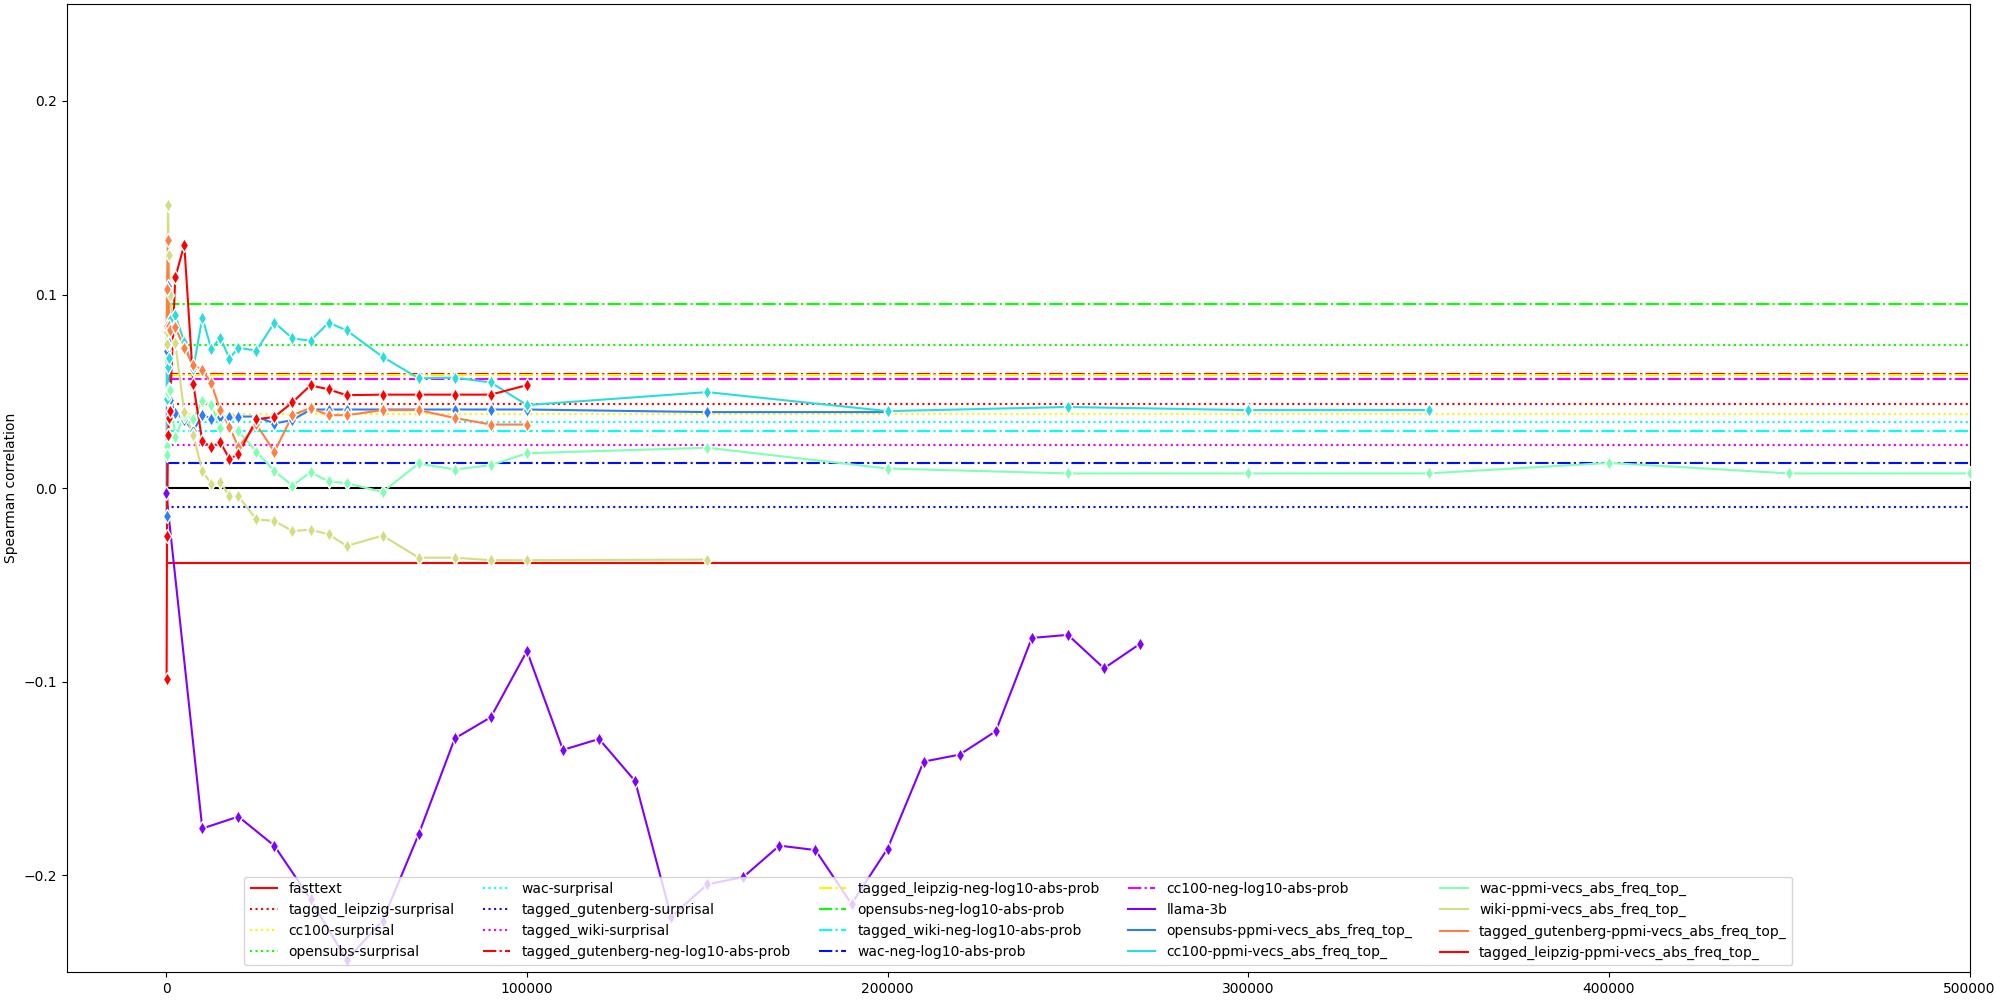 0.2
0.1
0.0
−0.1
−0.2
Spearman correlation
0
100000
200000
300000
400000
500000
fasttext
tagged_leipzig-surprisal
cc100-surprisal
opensubs-surprisal
wac-surprisal
tagged_gutenberg-surprisal
tagged_wiki-surprisal
tagged_gutenberg-neg-log10-abs-prob
tagged_leipzig-neg-log10-abs-prob
opensubs-neg-log10-abs-prob
tagged_wiki-neg-log10-abs-prob
wac-neg-log10-abs-prob
cc100-neg-log10-abs-prob
llama-3b
opensubs-ppmi-vecs_abs_freq_top_
cc100-ppmi-vecs_abs_freq_top_
wac-ppmi-vecs_abs_freq_top_
wiki-ppmi-vecs_abs_freq_top_
tagged_gutenberg-ppmi-vecs_abs_freq_top_
tagged_leipzig-ppmi-vecs_abs_freq_top_